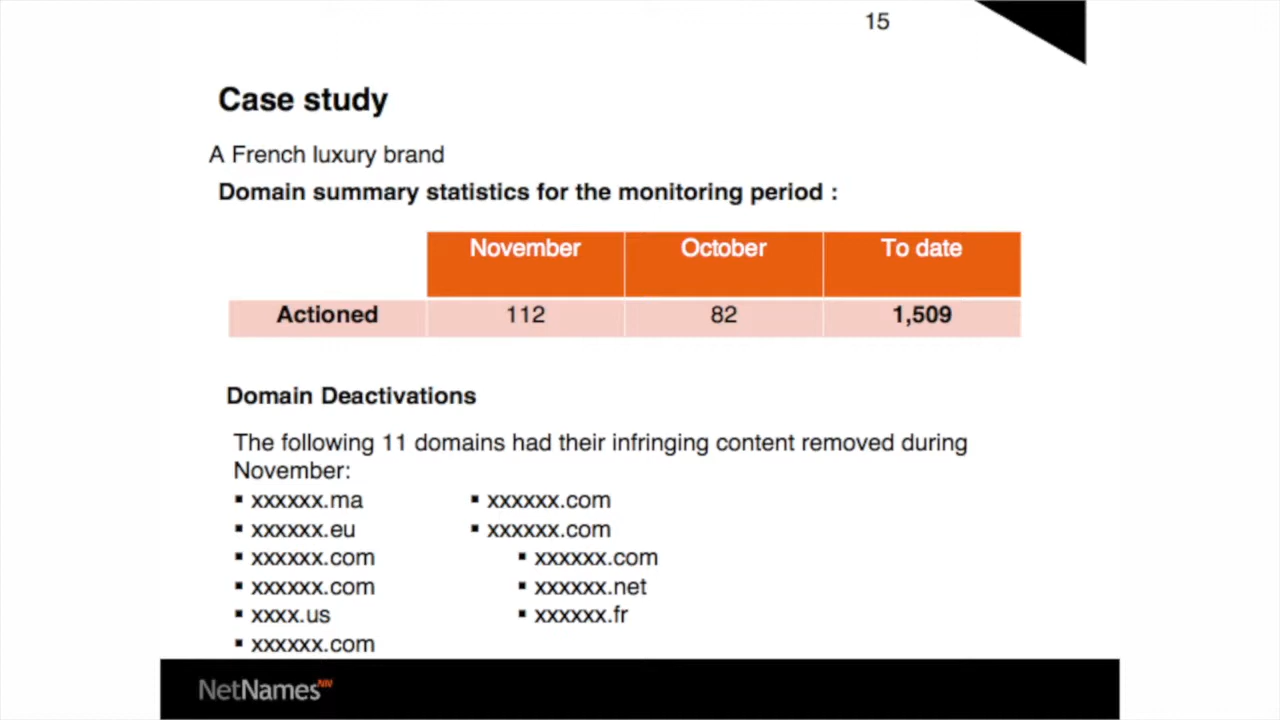 15
Case study
A French luxury brand
Domain summary statistics for the monitoring period :
November October To date
Actioned 112 82 1,509
Domain Deactivations
The following 11 domains had their infringing content removed during
November:
▪ xxxxxx.ma
▪ xxxxxx.eu
▪ xxxxxx.com
▪ xxxxxx.com
▪ xxxx.us
▪ xxxxxx.com
▪ xxxxxx.com
▪ xxxxxx.com
▪ xxxxxx.com
▪ xxxxxx.net
▪ xxxxxx.fr
NetNames